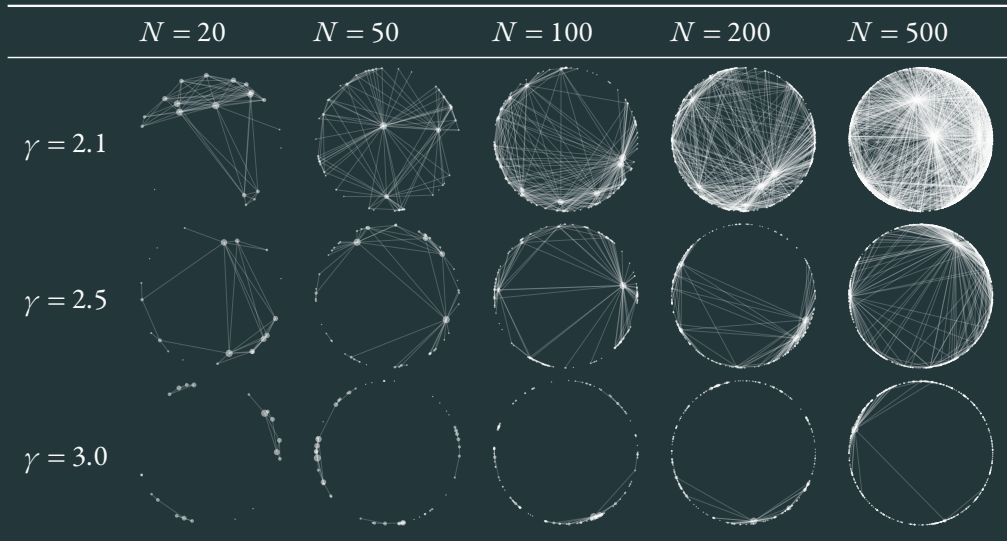 N = 20 N = 50 N = 100 N = 200 N = 500
γ = 2.1
γ = 2.5
γ = 3.0